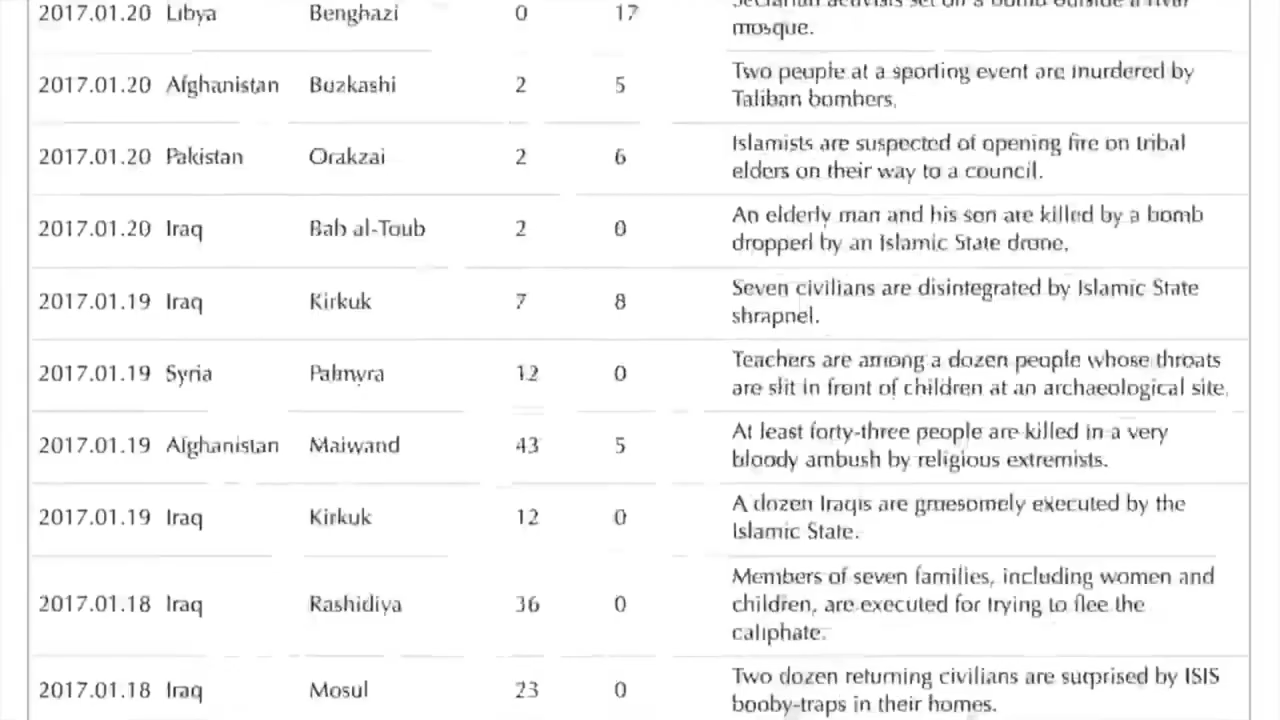 2017.01.20 Libya Benghazi 0 17
mosque.
2017.01.20 Afghanistan Buzkashi 2 5 Two people at a sporting event are murdered by
Taliban bombers.
2017.01.20 Pakistan Orakzai 2 6 Islamists are suspected of opening fire on tribal
elders on their way to a council.
2017.01.20 Iraq Bab al-Toub 2 0 An elderly man and his son are killed by a bomb
dropped by an Islamic State drone.
2017.01.19 Iraq Kirkuk 7 8 Seven civilians are disintegrated by Islamic State
shrapnel.
2017.01.19 Syria Palmyra 12 0 Teachers are among a dozen people whose throats
are slit in front of children at an archaeological site.
2017.01.19 Afghanistan Maiwand 43 5 At least forty-three people are killed in a very
bloody ambush by religious extremists.
2017.01.19 Iraq Kirkuk 12 0 A dozen Iraqis are gruesomely executed by the
Islamic State.
2017.01.18 Iraq Rashidiya 36 0 Members of seven families, including women and
children, are executed for trying to flee the
caliphate.
2017.01.18 Iraq Mosul 23 0 Two dozen returning civilians are surprised by ISIS
booby-traps in their homes.